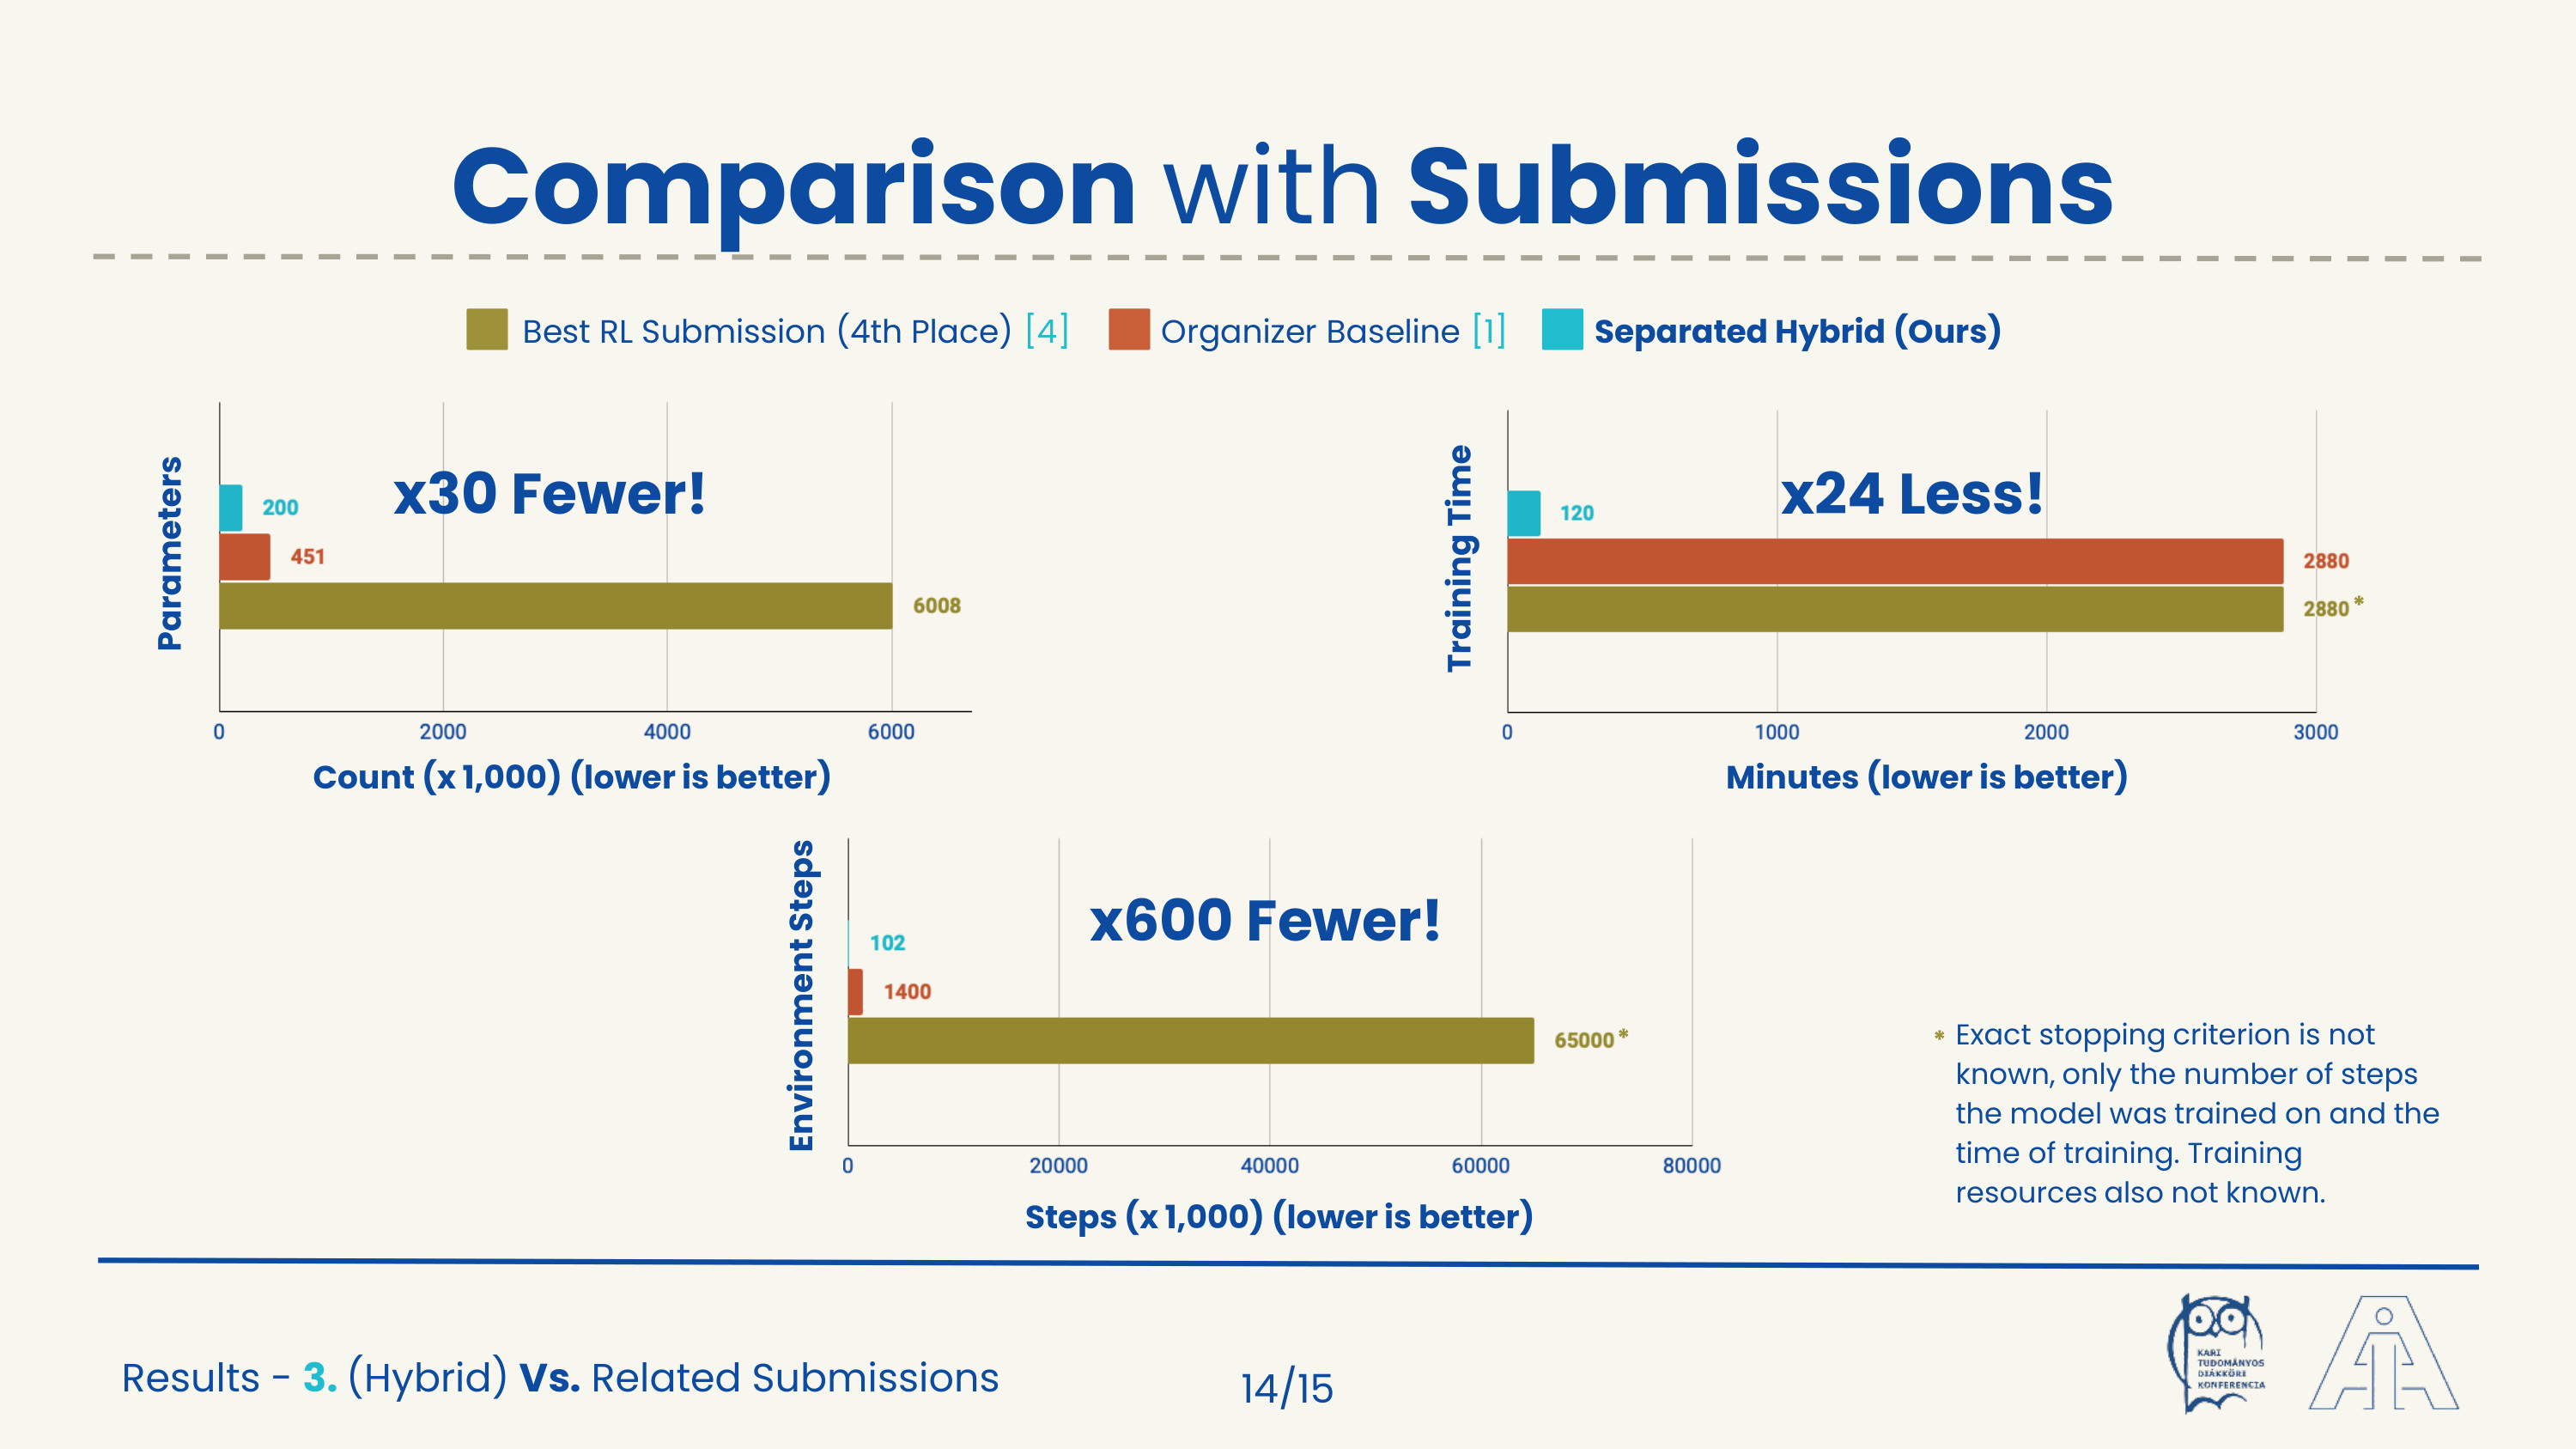 Comparison with Submissions
Best RL Submission (4th Place) [4]
Organizer Baseline [1]
Separated Hybrid (Ours)
Parameters
x30 Fewer!
200
451
6008
0 2000 4000 6000
Count (x 1,000) (lower is better)
Training Time
x24 Less!
120
2880
2880 *
0 1000 2000 3000
Minutes (lower is better)
Environment Steps
x600 Fewer!
102
1400
65000 *
0 20000 40000 60000 80000
Steps (x 1,000) (lower is better)
* Exact stopping criterion is not
known, only the number of steps
the model was trained on and the
time of training. Training
resources also not known.
Results - 3. (Hybrid) Vs. Related Submissions
14/15
KARI
TUDOMÁNYOS
DIÁKKÖRI
KONFERENCIA